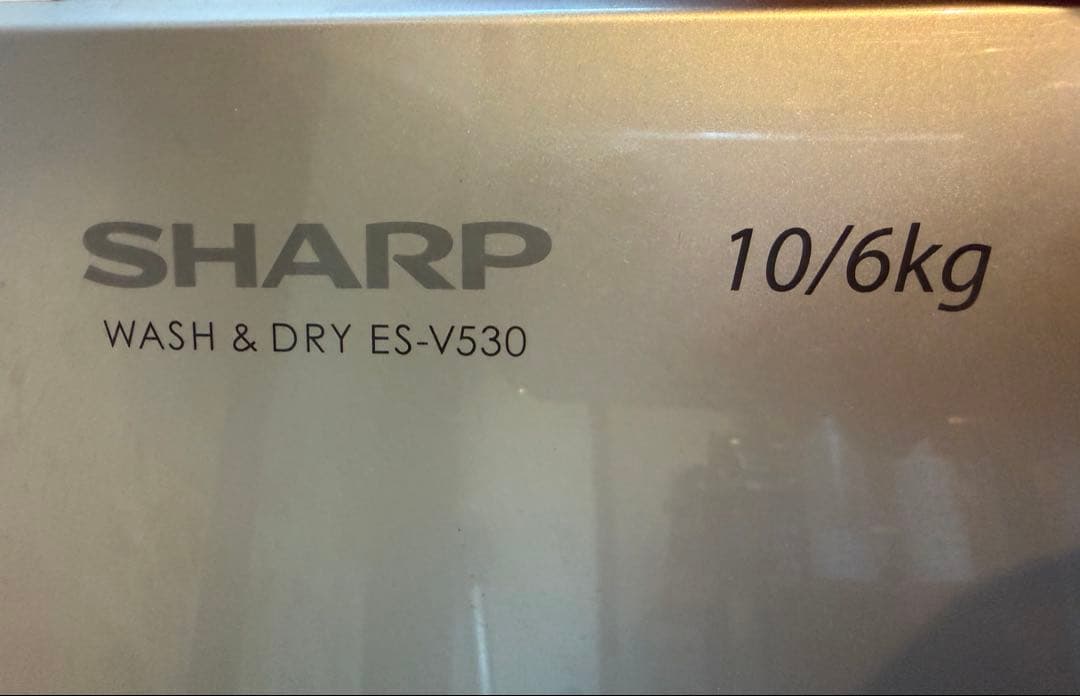 SHARP
10/6kg
WASH & DRY ES-V530